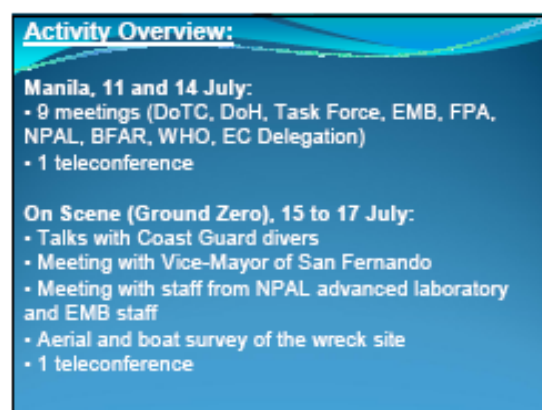 Activity Overview:
Manila, 11 and 14 July:
▪ 9 meetings (DoTC, DoH, Task Force, EMB, FPA,
NPAL, BFAR, WHO, EC Delegation)
▪ 1 teleconference
On Scene (Ground Zero), 15 to 17 July:
▪ Talks with Coast Guard divers
▪ Meeting with Vice-Mayor of San Fernando
▪ Meeting with staff from NPAL advanced laboratory
and EMB staff
▪ Aerial and boat survey of the wreck site
▪ 1 teleconference